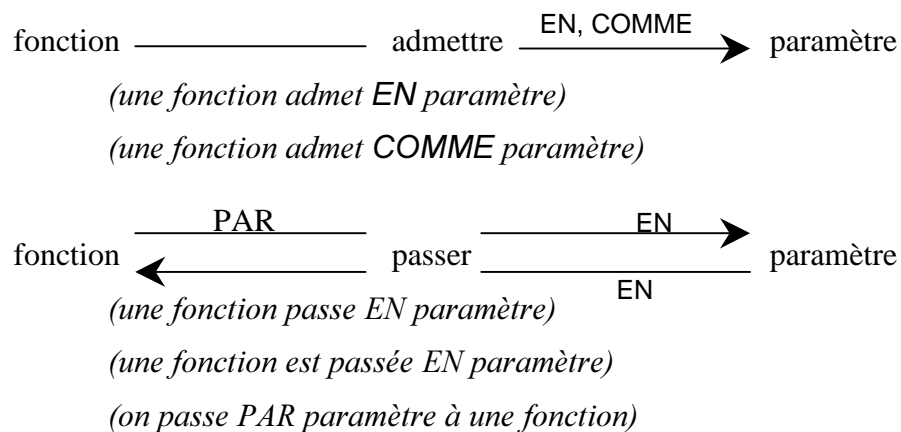 EN, COMME
fonction admettre paramètre
(une fonction admet EN paramètre)
(une fonction admet COMME paramètre)
PAR EN
fonction passer paramètre
EN
(une fonction passe EN paramètre)
(une fonction est passée EN paramètre)
(on passe PAR paramètre à une fonction)